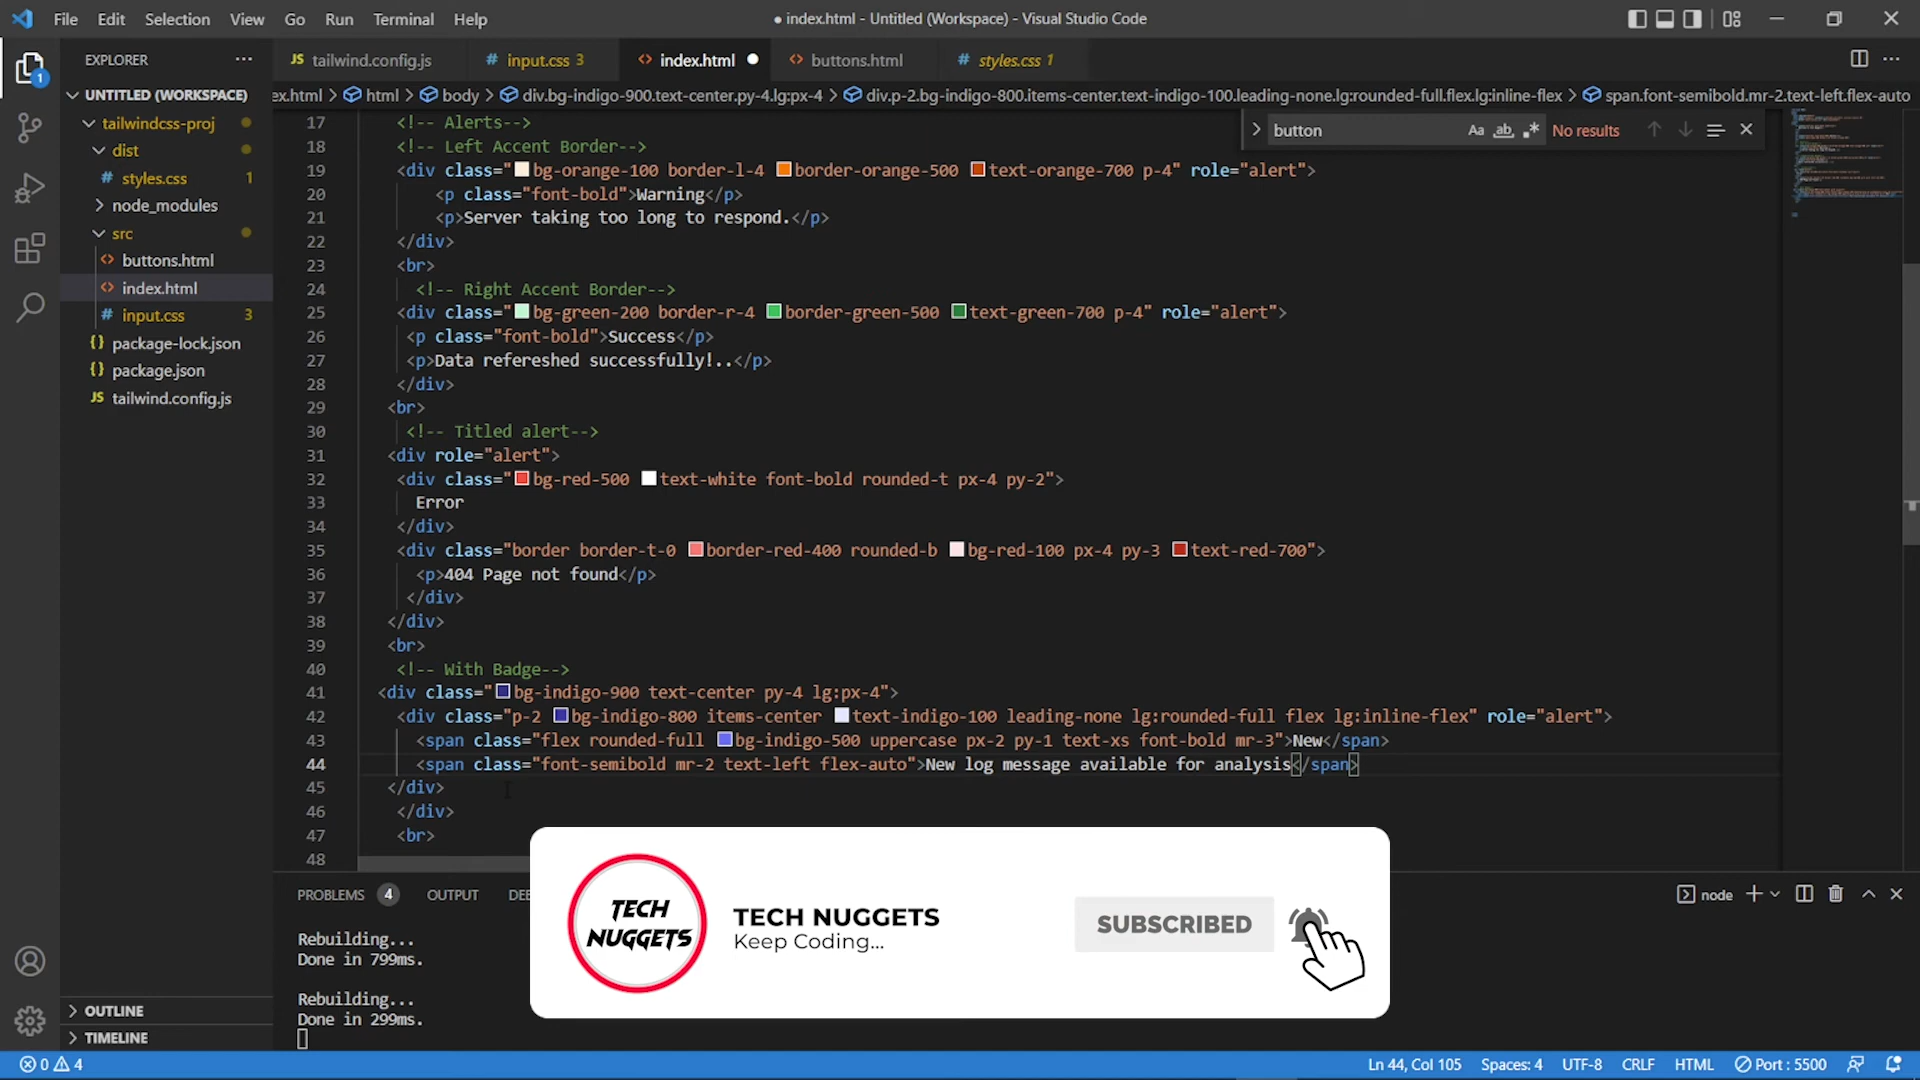 File Edit Selection View Go Run Terminal Help
● index.html - Untitled (Workspace) - Visual Studio Code
EXPLORER
JS tailwind.config.js
# input.css 3
<> index.html ●
<> buttons.html
# styles.css 1
UNTITLED (WORKSPACE)
ex.html > html > body > div.bg-indigo-900.text-center.py-4.lg:px-4 > div.p-2.bg-indigo-800.items-center.text-indigo-100.leading-none.lg:rounded-full.flex.lg:inline-flex > span.font-semibold.mr-2.text-left.flex-auto
button Aa ab .* No results
1
tailwindcss-proj
dist
# styles.css 1
node_modules
src
<> buttons.html
<> index.html
# input.css 3
{} package-lock.json
{} package.json
JS tailwind.config.js
OUTLINE
TIMELINE
17 <!-- Alerts-->
18 <!-- Left Accent Border-->
19 <div class="bg-orange-100 border-l-4 border-orange-500 text-orange-700 p-4" role="alert">
20 <p class="font-bold">Warning</p>
21 <p>Server taking too long to respond.</p>
22 </div>
23 <br>
24 <!-- Right Accent Border-->
25 <div class="bg-green-200 border-r-4 border-green-500 text-green-700 p-4" role="alert">
26 <p class="font-bold">Success</p>
27 <p>Data refereshed successfully!..</p>
28 </div>
29 <br>
30 <!-- Titled alert-->
31 <div role="alert">
32 <div class="bg-red-500 text-white font-bold rounded-t px-4 py-2">
33 Error
34 </div>
35 <div class="border border-t-0 border-red-400 rounded-b bg-red-100 px-4 py-3 text-red-700">
36 <p>404 Page not found</p>
37 </div>
38 </div>
39 <br>
40 <!-- With Badge-->
41 <div class="bg-indigo-900 text-center py-4 lg:px-4">
42 <div class="p-2 bg-indigo-800 items-center text-indigo-100 leading-none lg:rounded-full flex lg:inline-flex" role="alert">
43 <span class="flex rounded-full bg-indigo-500 uppercase px-2 py-1 text-xs font-bold mr-3">New</span>
44 <span class="font-semibold mr-2 text-left flex-auto">New log message available for analysis</span>
45 </div>
46 </div>
47 <br>
48
PROBLEMS 4 OUTPUT DE
node
Rebuilding...
Done in 799ms.
Rebuilding...
Done in 299ms.
TECH NUGGETS
TECH NUGGETS
Keep Coding...
SUBSCRIBED
0 4
Ln 44, Col 105 Spaces: 4 UTF-8 CRLF HTML Port : 5500